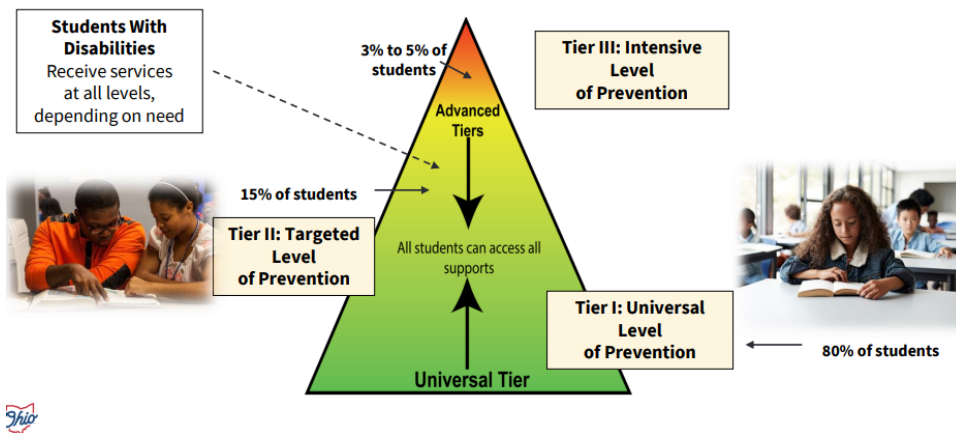 Students With
Disabilities
Receive services
at all levels,
depending on need
3% to 5% of
students
Tier III: Intensive
Level
of Prevention
Advanced
Tiers
15% of students
Tier II: Targeted
Level
of Prevention
All students can access all
supports
Tier I: Universal
Level
of Prevention
80% of students
Universal Tier
Ohio